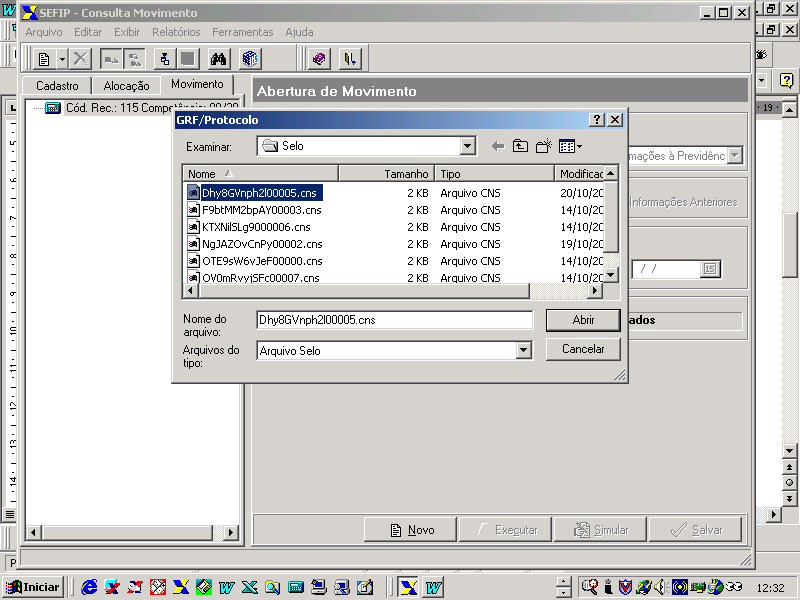 SEFIP - Consulta Movimento
Arquivo Editar Exibir Relatórios Ferramentas Ajuda
Cadastro Alocação Movimento
Abertura de Movimento
Cód. Rec.: 115
GRF/Protocolo
Examinar: Selo
Nome Tamanho Tipo Modificac
Dhy8GVnph2l00005.cns 2 KB Arquivo CNS 20/10/20
F9btMM2bpAY00003.cns 2 KB Arquivo CNS 14/10/20
KTXNilSLg9000006.cns 2 KB Arquivo CNS 14/10/20
NgJAZOvCnPy00002.cns 2 KB Arquivo CNS 19/10/20
OTE9sW6vJeF00000.cns 2 KB Arquivo CNS 14/10/20
OV0mRvyjSFc00007.cns 2 KB Arquivo CNS 14/10/20
Nome do arquivo: Dhy8GVnph2l00005.cns Abrir
Arquivos do tipo: Arquivo Selo Cancelar
mações à Previdênc
Informações Anteriores
/ / 15
ados
Novo Executar Simular Salvar
Iniciar 12:32